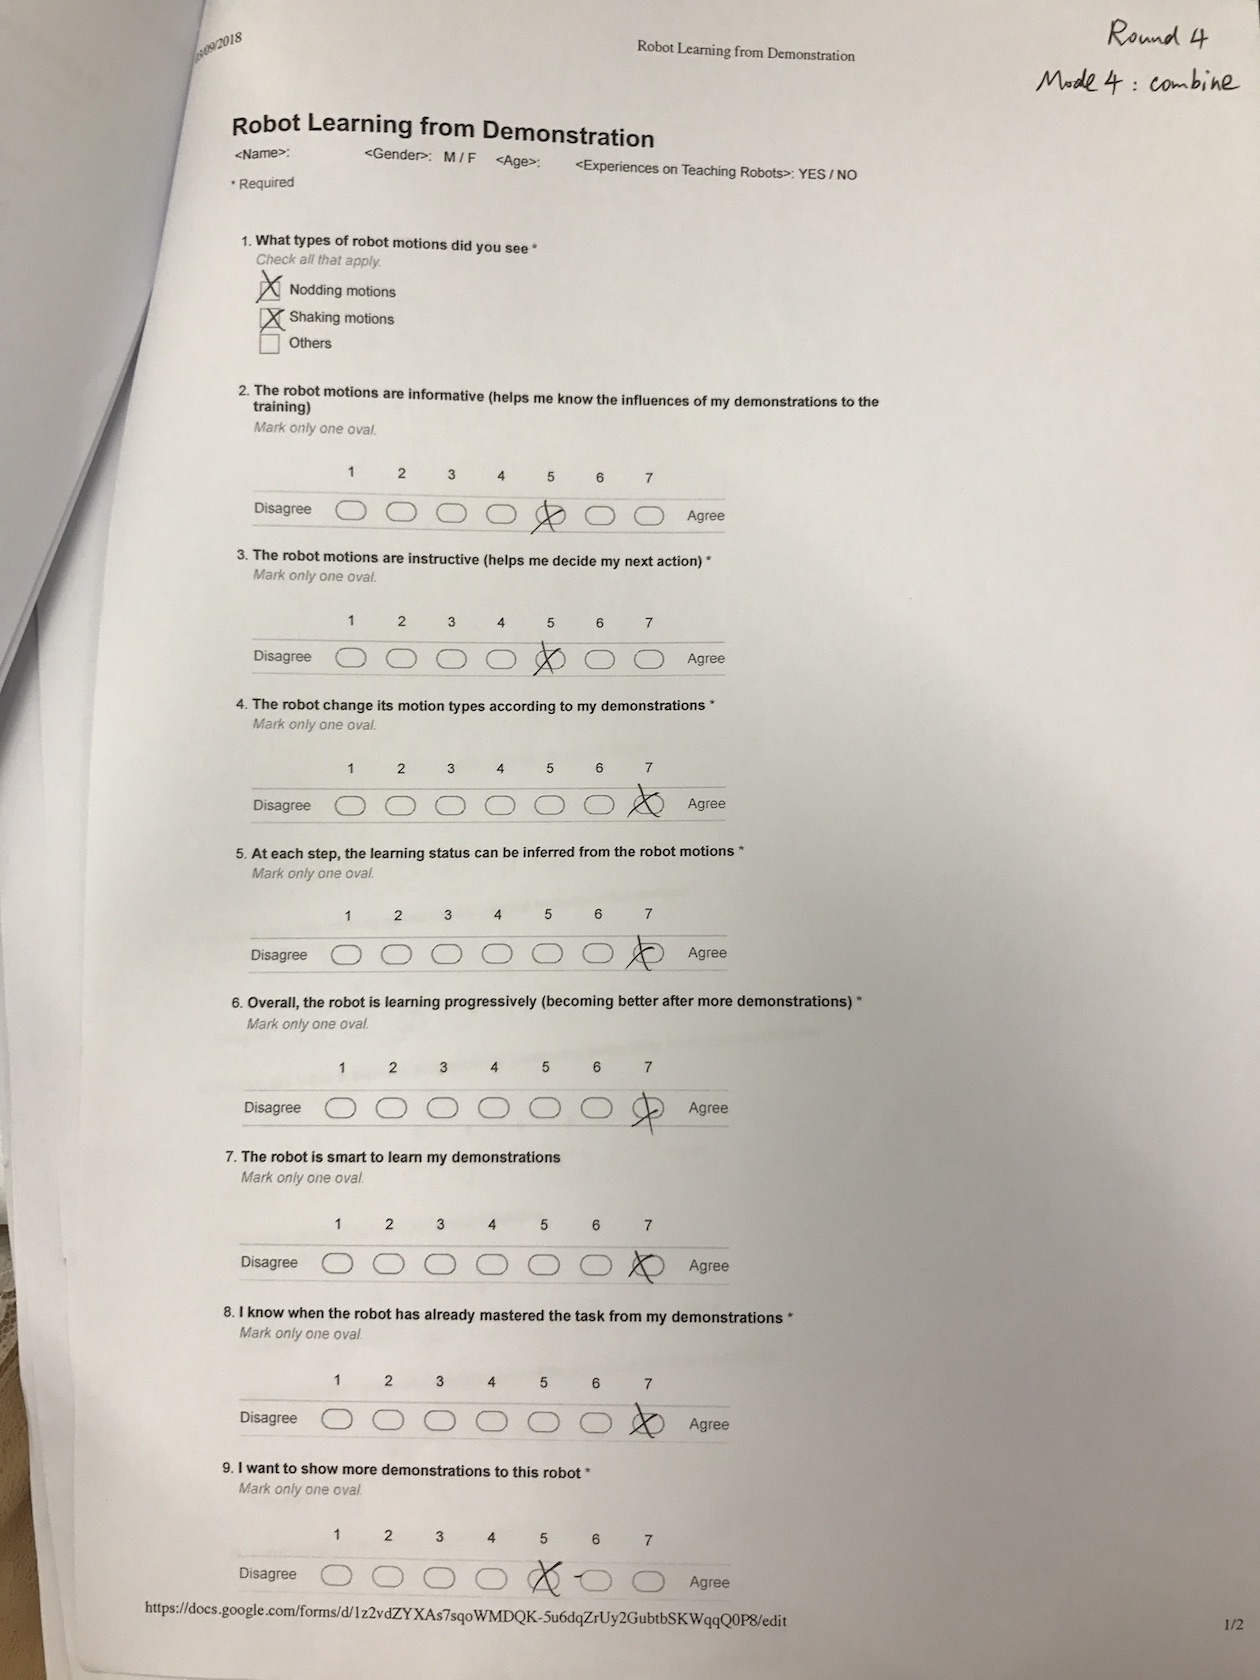 09/2018
Robot Learning from Demonstration
Round 4
Mode 4 : combine
Robot Learning from Demonstration
<Name>: <Gender>: M / F <Age>: <Experiences on Teaching Robots>: YES / NO
* Required
1. What types of robot motions did you see *
Check all that apply.
Nodding motions
Shaking motions
Others
2. The robot motions are informative (helps me know the influences of my demonstrations to the
training)
Mark only one oval.
1 2 3 4 5 6 7
Disagree Agree
3. The robot motions are instructive (helps me decide my next action) *
Mark only one oval.
1 2 3 4 5 6 7
Disagree Agree
4. The robot change its motion types according to my demonstrations *
Mark only one oval.
1 2 3 4 5 6 7
Disagree Agree
5. At each step, the learning status can be inferred from the robot motions *
Mark only one oval.
1 2 3 4 5 6 7
Disagree Agree
6. Overall, the robot is learning progressively (becoming better after more demonstrations) *
Mark only one oval.
1 2 3 4 5 6 7
Disagree Agree
7. The robot is smart to learn my demonstrations
Mark only one oval.
1 2 3 4 5 6 7
Disagree Agree
8. I know when the robot has already mastered the task from my demonstrations *
Mark only one oval.
1 2 3 4 5 6 7
Disagree Agree
9. I want to show more demonstrations to this robot *
Mark only one oval.
1 2 3 4 5 6 7
Disagree Agree
https://docs.google.com/forms/d/1z2vdZYXAs7sqoWMDQK-5u6dqZrUy2GubtbSKWqqQ0P8/edit
1/2